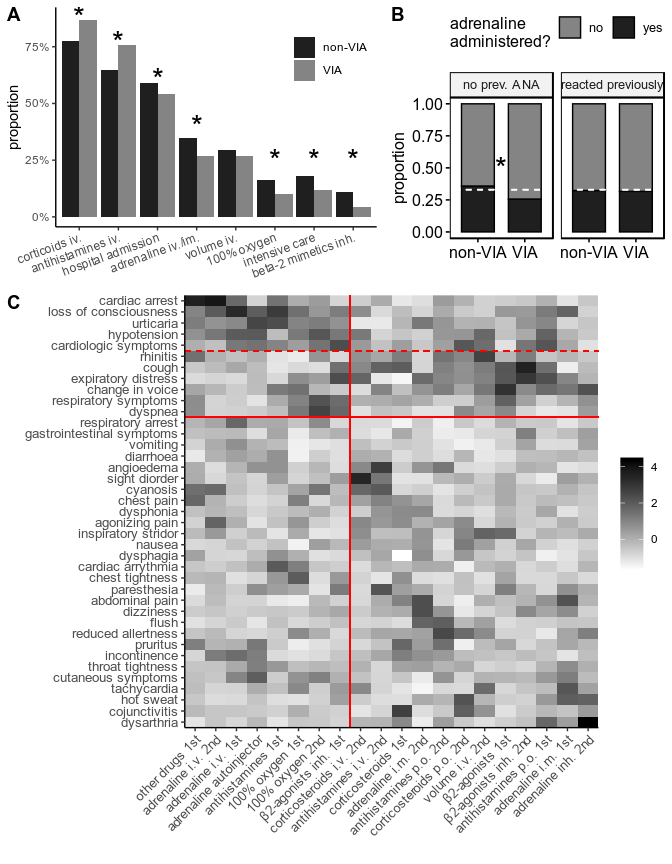 A
proportion
75%
50%
25%
0%
*
*
*
*
*
*
*
non-VIA
VIA
corticoids iv.
antihistamines iv.
hospital admission
adrenaline iv./im.
volume iv.
100% oxygen
intensive care
beta-2 mimetics inh.
B
adrenaline
administered?
no
yes
no prev. ANA
reacted previously
proportion
1.00
0.75
0.50
0.25
0.00
*
non-VIA VIA
non-VIA VIA
C
cardiac arrest
loss of consciousness
urticaria
hypotension
cardiologic symptoms
rhinitis
cough
expiratory distress
change in voice
respiratory symptoms
dyspnea
respiratory arrest
gastrointestinal symptoms
vomiting
diarrhoea
angioedema
sight diorder
cyanosis
chest pain
dysphonia
agonizing pain
inspiratory stridor
nausea
dysphagia
cardiac arrythmia
chest tightness
paresthesia
abdominal pain
dizziness
flush
reduced allertness
pruritus
incontinence
throat tightness
cutaneous symptoms
tachycardia
hot sweat
cojunctivitis
dysarthria
other drugs 1st
adrenaline i.v. 2nd
adrenaline i.v. 1st
adrenaline autoinjector
antihistamines 1st
100% oxygen 1st
100% oxygen 2nd
β2-agonists inh. 1st
corticosteroids i.v. 2nd
antihistamines i.v. 2nd
corticosteroids 1st
adrenaline i.m. 2nd
antihistamines p.o. 2nd
corticosteroids p.o. 2nd
volume i.v. 2nd
β2-agonists 1st
β2-agonists inh. 2nd
antihistamines p.o. 1st
adrenaline i.m. 1st
adrenaline inh. 2nd
4
2
0